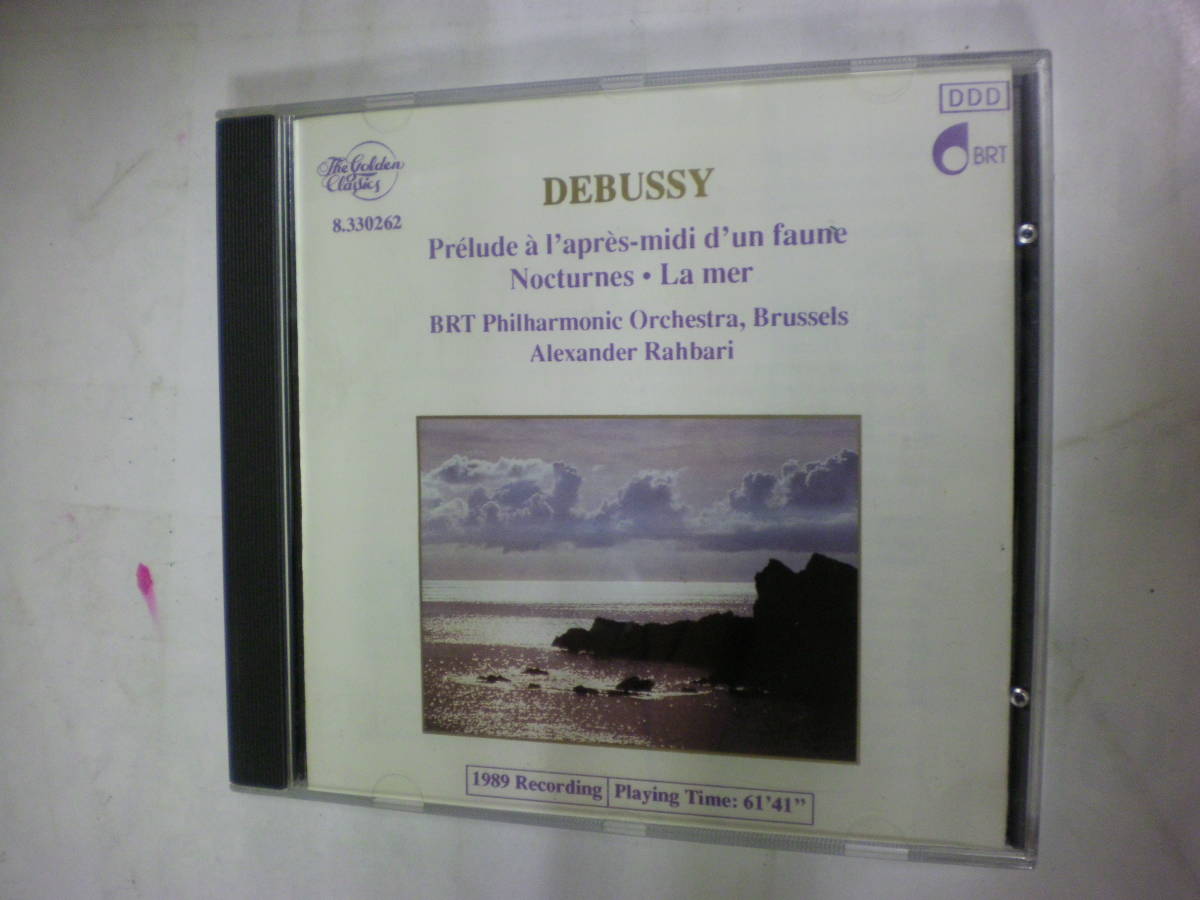 DDD
BRT
The Golden
Classics
8.330262
DEBUSSY
Prélude à l'après-midi d'un faune
Nocturnes • La mer
BRT Philharmonic Orchestra, Brussels
Alexander Rahbari
1989 Recording
Playing Time: 61'41”